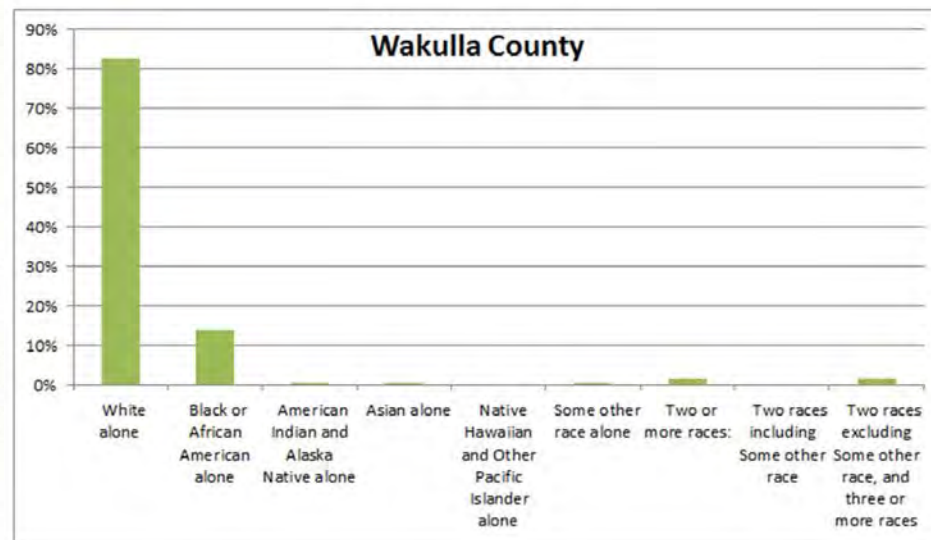 Wakulla County
90%
80%
70%
60%
50%
40%
30%
20%
10%
0%
White
alone
Black or
African
American
alone
American
Indian and
Alaska
Native alone
Asian alone
Native
Hawaiian
and Other
Pacific
Islander
alone
Some other
race alone
Two or
more races:
Two races
including
Some other
race
Two races
excluding
Some other
race, and
three or
more races